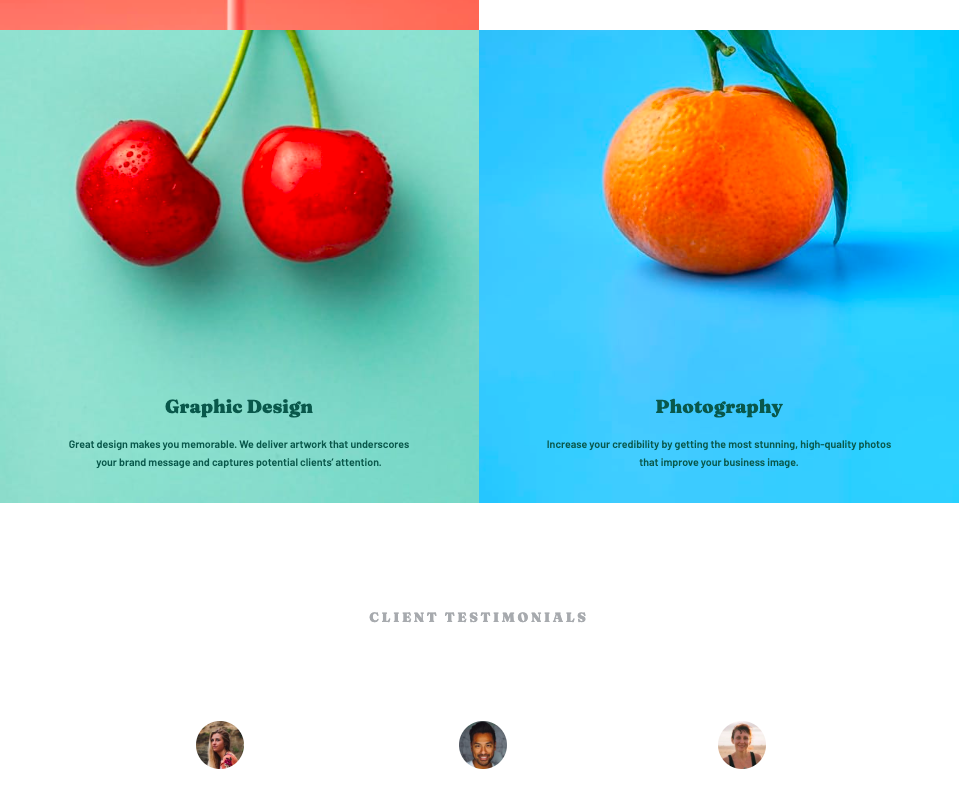 Graphic Design
Great design makes you memorable. We deliver artwork that underscores
your brand message and captures potential clients’ attention.
Photography
Increase your credibility by getting the most stunning, high-quality photos
that improve your business image.
CLIENT TESTIMONIALS